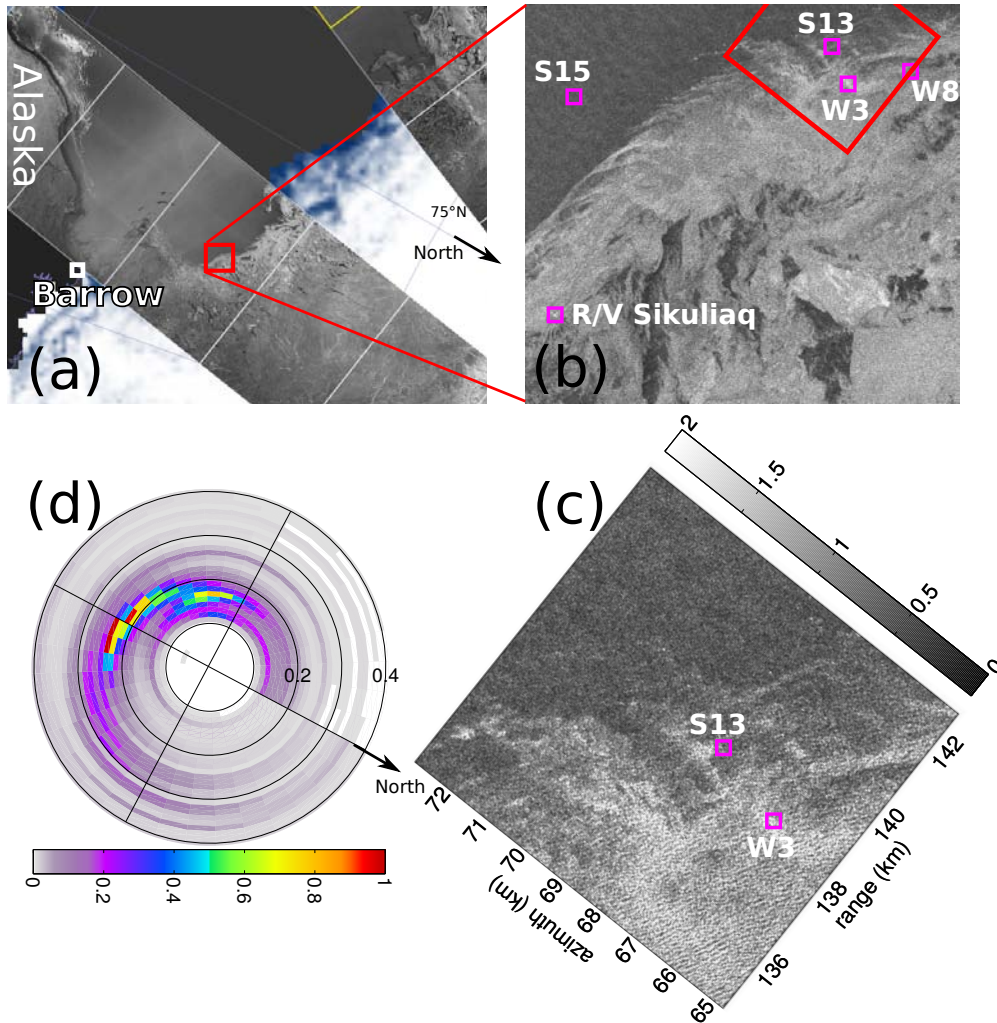 Alaska
75°N
North
Barrow
(a)
S13
S15
W8
W3
R/V Sikuliaq
(b)
(d)
0.2
0.4
North
0
0.2
0.4
0.6
0.8
1
(c)
2
1.5
1
0.5
0
S13
W3
72
71
70
69
68
67
66
65
azimuth (km)
136
138
140
142
range (km)